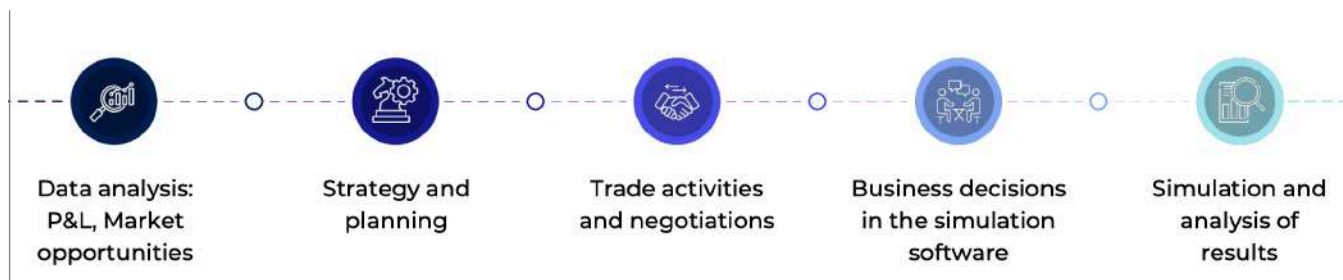 Data analysis:
P&L, Market
opportunities
Strategy and
planning
Trade activities
and negotiations
Business decisions
in the simulation
software
Simulation and
analysis of
results